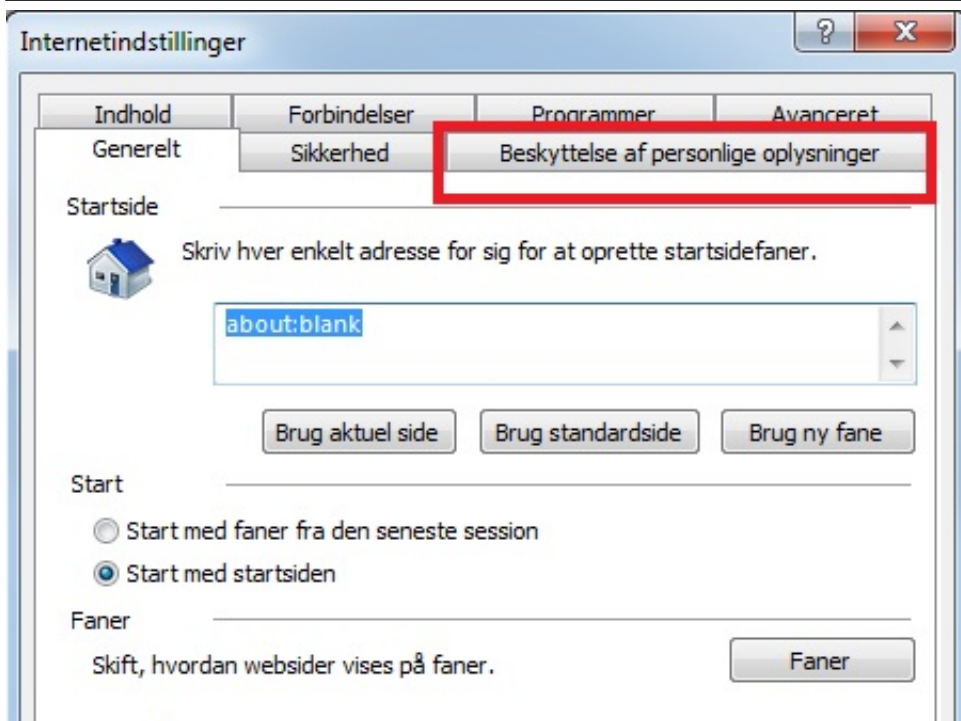 Internetindstillinger
Indhold Forbindelser Programmer Avanceret
Generelt Sikkerhed Beskyttelse af personlige oplysninger
Startside
Skriv hver enkelt adresse for sig for at oprette startsidefaner.
about:blank
Brug aktuel side Brug standardside Brug ny fane
Start
Start med faner fra den seneste session
Start med startsiden
Faner
Skift, hvordan websider vises på faner. Faner